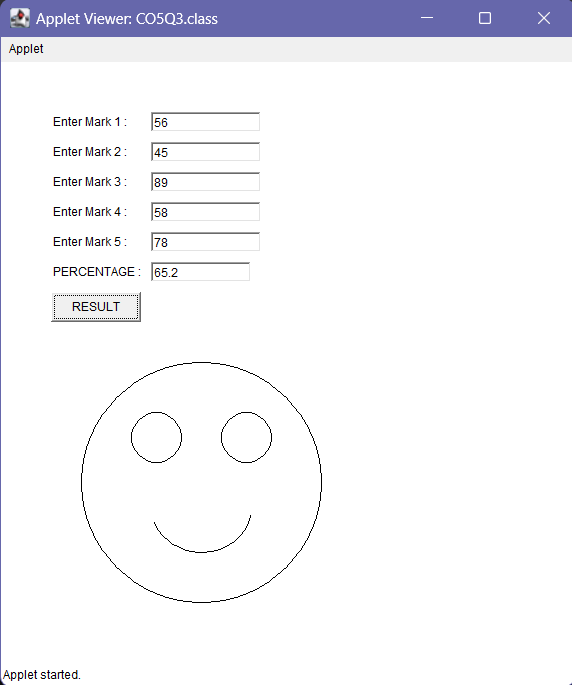 Applet Viewer: CO5Q3.class
Applet
Enter Mark 1 : 56
Enter Mark 2 : 45
Enter Mark 3 : 89
Enter Mark 4 : 58
Enter Mark 5 : 78
PERCENTAGE : 65.2
RESULT
Applet started.